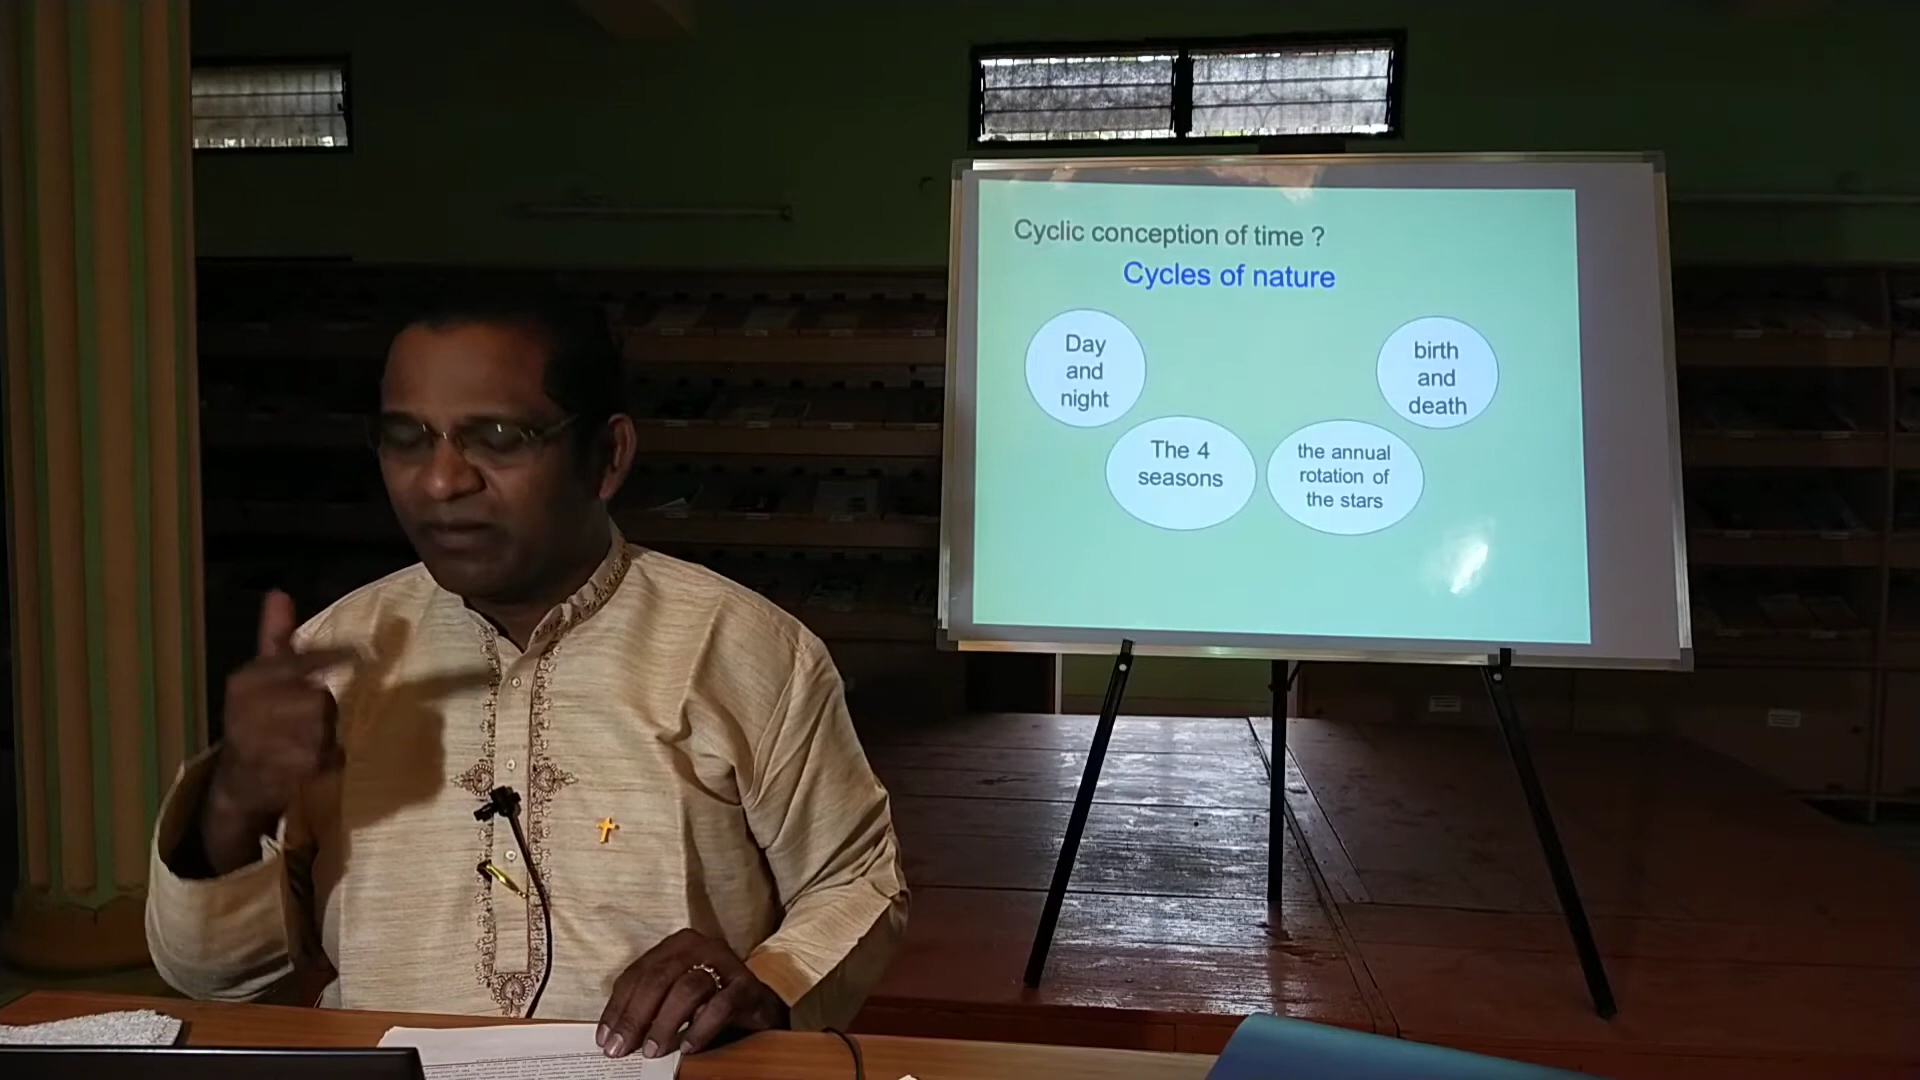 Cyclic conception of time ?
Cycles of nature
Day
and
night
The 4
seasons
the annual
rotation of
the stars
birth
and
death